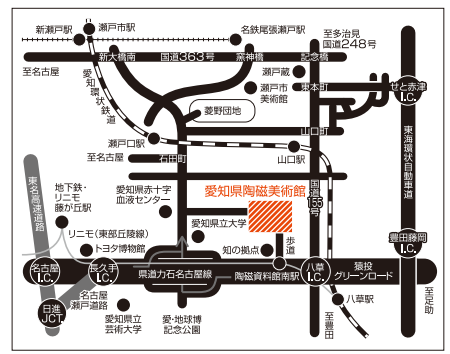 新瀬戸駅
瀬戸市駅
名鉄尾張瀬戸駅
至多治見
国道248号
新大橋南
国道363号
窯神橋
記念橋
至名古屋
瀬戸蔵
せと赤津
I.C.
愛知環状鉄道
瀬戸市
美術館
東本町
菱野団地
山口町
瀬戸口駅
山口駅
至名古屋
石田町
東海環状自動車道
東名高速道路
愛知県赤十字
血液センター
愛知県陶磁美術館
国道155号
地下鉄・
リニモ
藤が丘駅
愛知県立大学
リニモ(東部丘陵線)
トヨタ博物館
知の拠点
歩道
豊田藤岡
I.C.
名古屋
I.C.
長久手
I.C.
県道力石名古屋線
陶磁資料館南駅
八草
I.C.
猿投
グリーンロード
至足助
名古屋
瀬戸道路
日進
JCT.
愛知県立
芸術大学
愛・地球博
記念公園
至豊田
八草駅